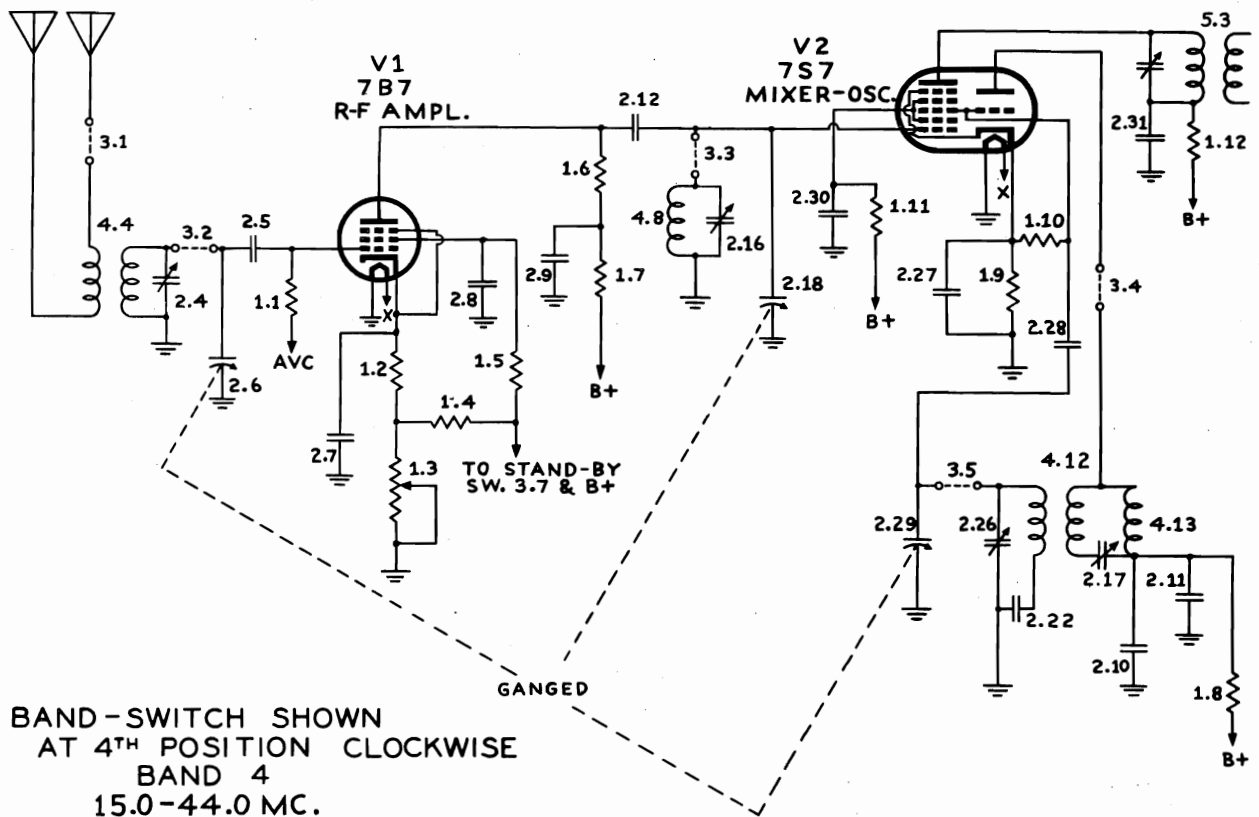 5.3
V1
7B7
R-F AMPL.
V2
7S7
MIXER-OSC.
2.12
3.1
3.3
1.6
2.31
1.12
B+
4.4
3.2
2.5
2.4
1.1
AVC
2.6
X
2.8
4.8
2.16
2.9
1.7
B+
2.18
2.30
1.11
B+
X
1.10
2.27
1.9
2.28
3.4
1.2
1.5
1.4
2.7
1.3
TO STAND-BY
SW. 3.7 & B+
3.5
4.12
2.29
2.26
4.13
2.17
2.11
2.22
2.10
1.8
B+
GANGED
BAND-SWITCH SHOWN
AT 4TH POSITION CLOCKWISE
BAND 4
15.0-44.0 MC.